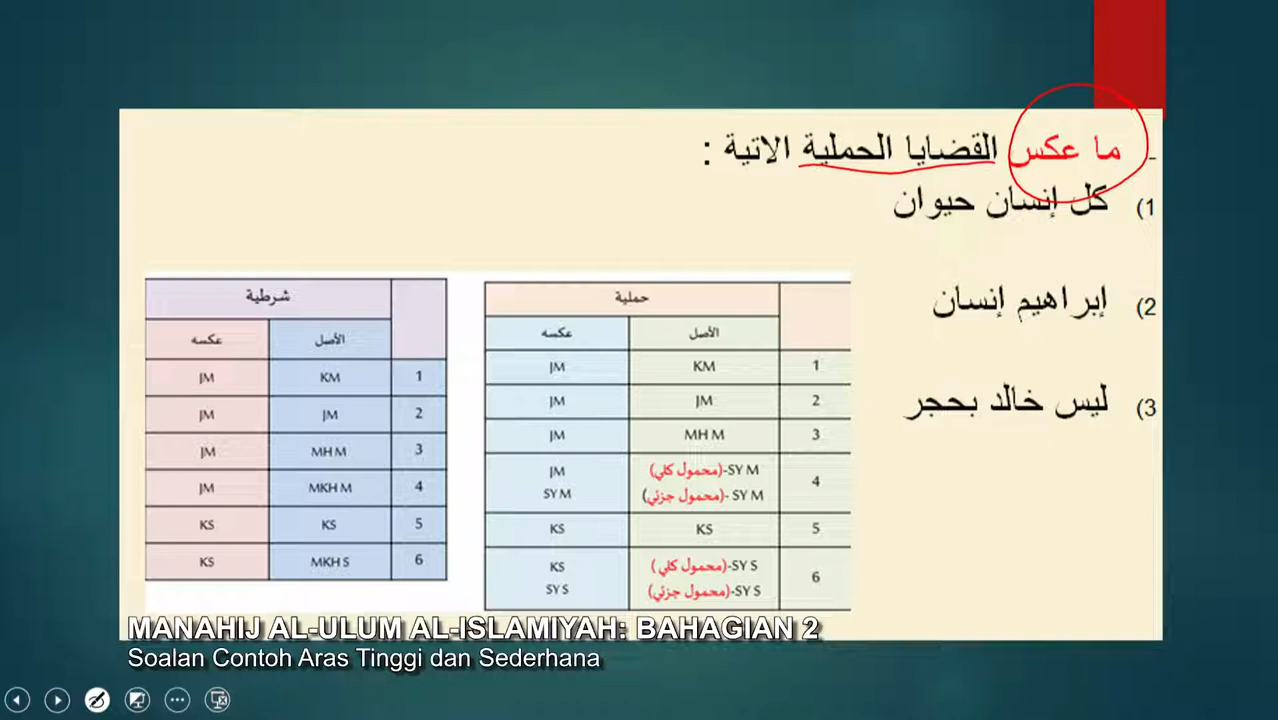 - ما عكس القضايا الحملية الاتية :
1) كل إنسان حيوان
2) إبراهيم إنسان
3) ليس خالد بحجر
حملية
الأصل عكسه
1 KM JM
2 JM JM
3 MH M JM
4 SY M-(محمول كلي) JM
SY M -(محمول جزئي) SY M
5 KS KS
6 SY S-(محمول كلي ) KS
SY S-(محمول جزئي) SY S
شرطية
الأصل عكسه
1 KM JM
2 JM JM
3 MH M JM
4 MKH M JM
5 KS KS
6 MKH S KS
MANAHIJ AL-ULUM AL-ISLAMIYAH: BAHAGIAN 2
Soalan Contoh Aras Tinggi dan Sederhana